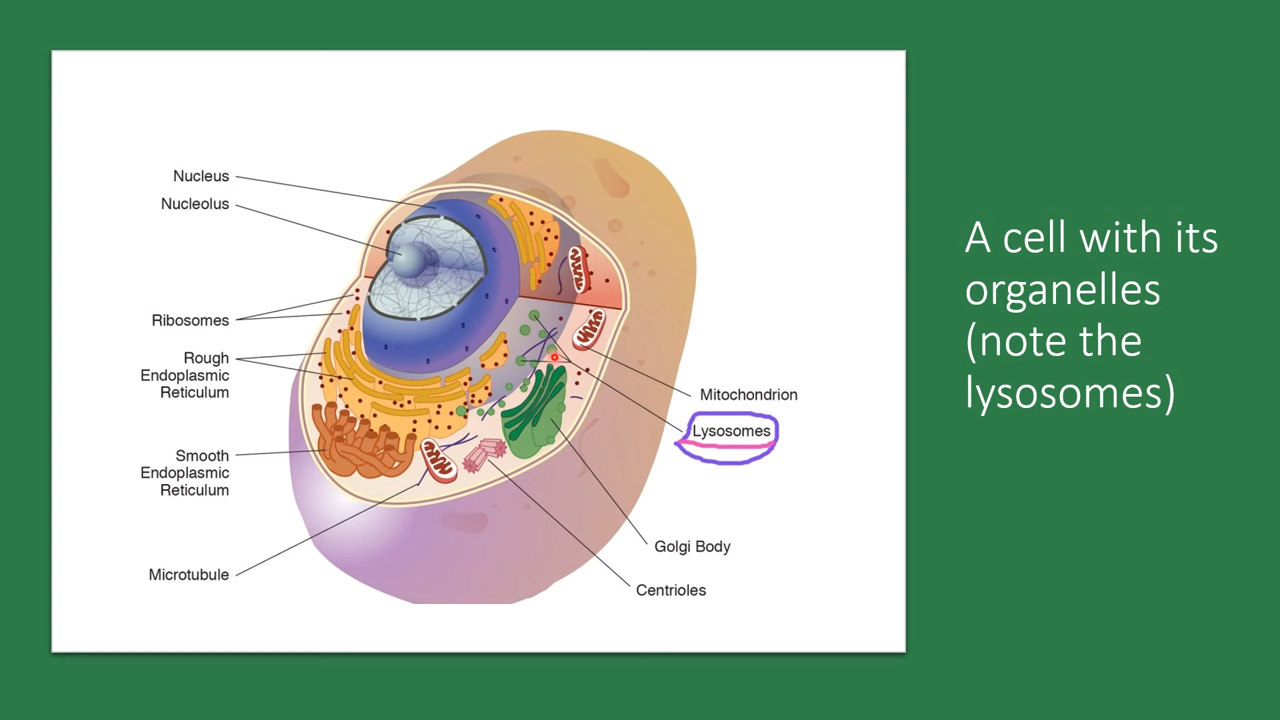 Nucleus
Nucleolus
Ribosomes
Rough
Endoplasmic
Reticulum
Smooth
Endoplasmic
Reticulum
Microtubule
Mitochondrion
Lysosomes
Golgi Body
Centrioles
A cell with its
organelles
(note the
lysosomes)